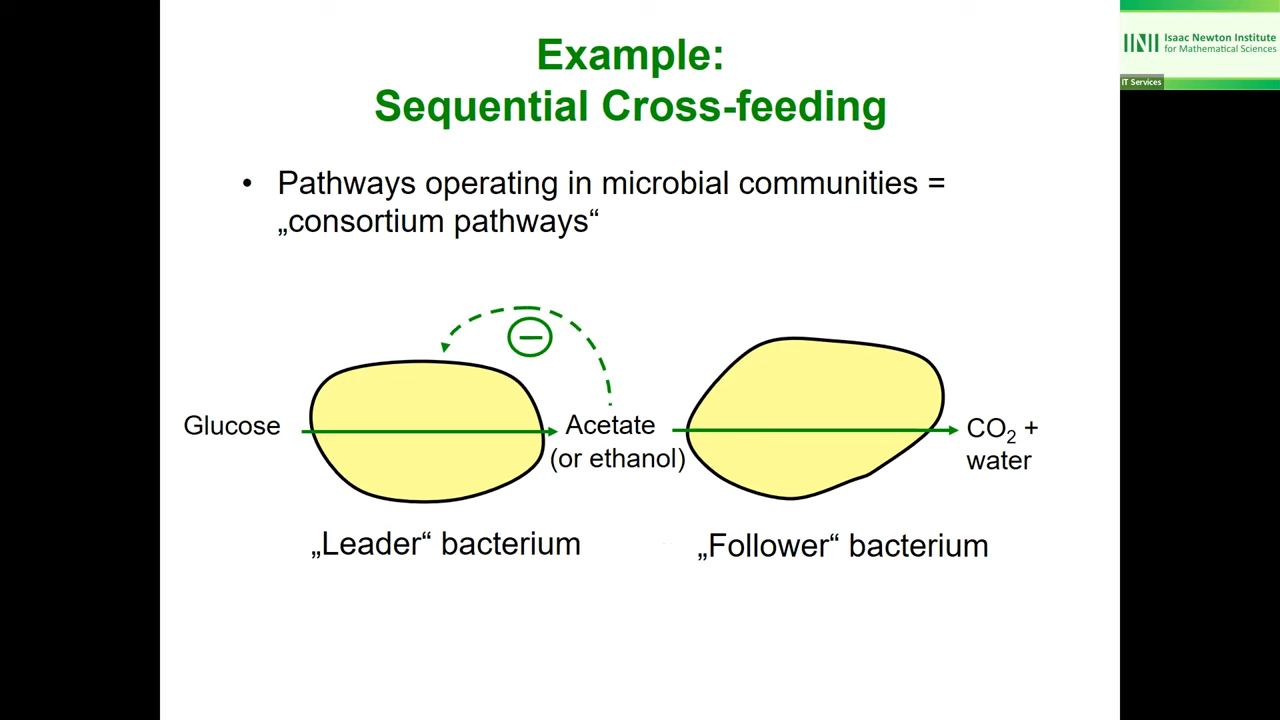 Example:
Sequential Cross-feeding
• Pathways operating in microbial communities =
„consortium pathways“
Glucose
Acetate
(or ethanol)
CO₂ +
water
„Leader“ bacterium
„Follower“ bacterium
Isaac Newton Institute
for Mathematical Sciences
IT Services